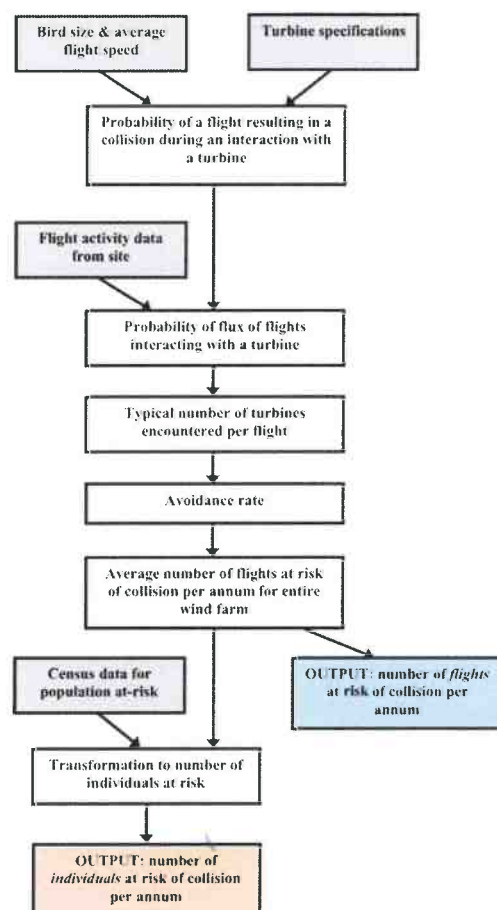 Bird size & average
flight speed
Turbine specifications
Probability of a flight resulting in a
collision during an interaction with
a turbine
Flight activity data
from site
Probability of flux of flights
interacting with a turbine
Typical number of turbines
encountered per flight
Avoidance rate
Average number of flights at risk
of collision per annum for entire
wind farm
Census data for
population at-risk
OUTPUT: number of flights
at risk of collision per
annum
Transformation to number of
individuals at risk
OUTPUT: number of
individuals at risk of collision
per annum